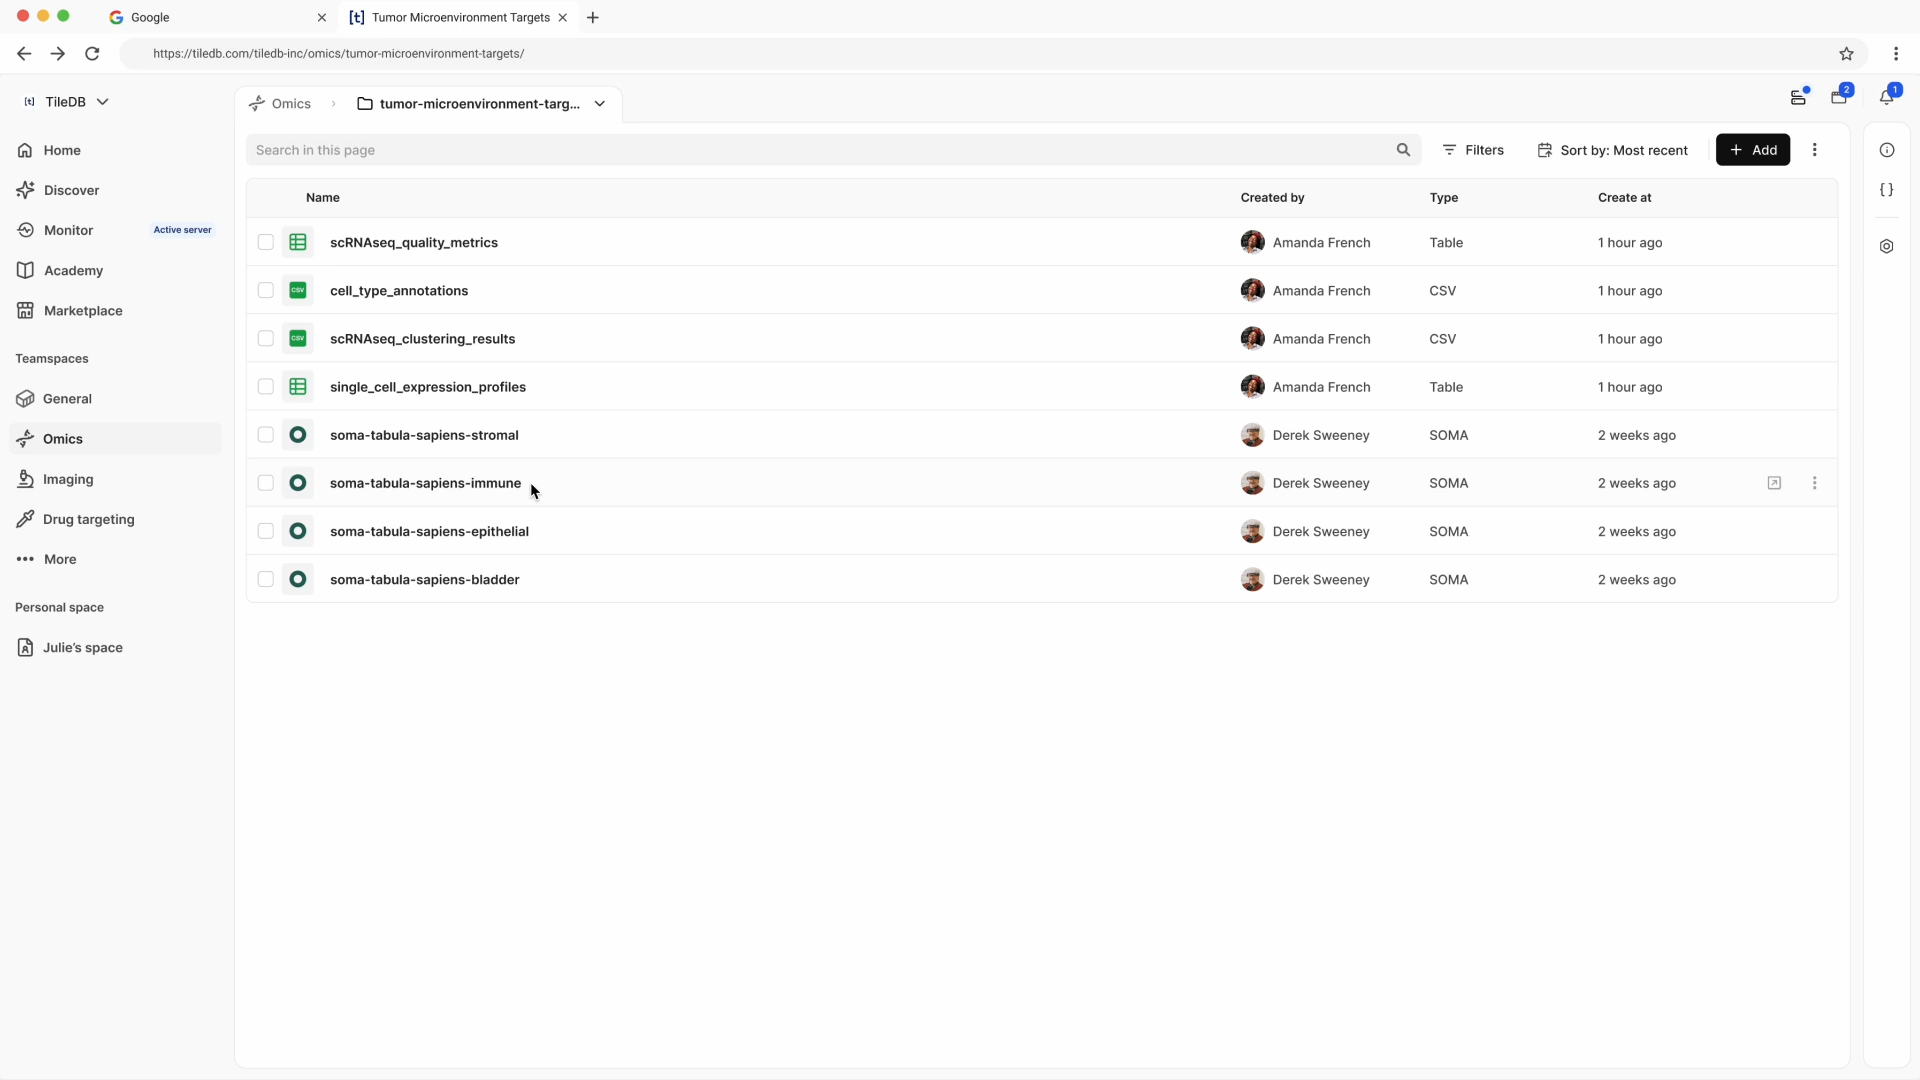 Google
[t] Tumor Microenvironment Targets
https://tiledb.com/tiledb-inc/omics/tumor-microenvironment-targets/
[t] TileDB
Omics
tumor-microenvironment-targ...
2
1
Home
Discover
Monitor
Active server
Academy
Marketplace
Teamspaces
General
Omics
Imaging
Drug targeting
More
Personal space
Julie’s space
Search in this page
Filters
Sort by: Most recent
+ Add
Name Created by Type Create at
scRNAseq_quality_metrics Amanda French Table 1 hour ago
CSV cell_type_annotations Amanda French CSV 1 hour ago
CSV scRNAseq_clustering_results Amanda French CSV 1 hour ago
single_cell_expression_profiles Amanda French Table 1 hour ago
soma-tabula-sapiens-stromal Derek Sweeney SOMA 2 weeks ago
soma-tabula-sapiens-immune Derek Sweeney SOMA 2 weeks ago
soma-tabula-sapiens-epithelial Derek Sweeney SOMA 2 weeks ago
soma-tabula-sapiens-bladder Derek Sweeney SOMA 2 weeks ago